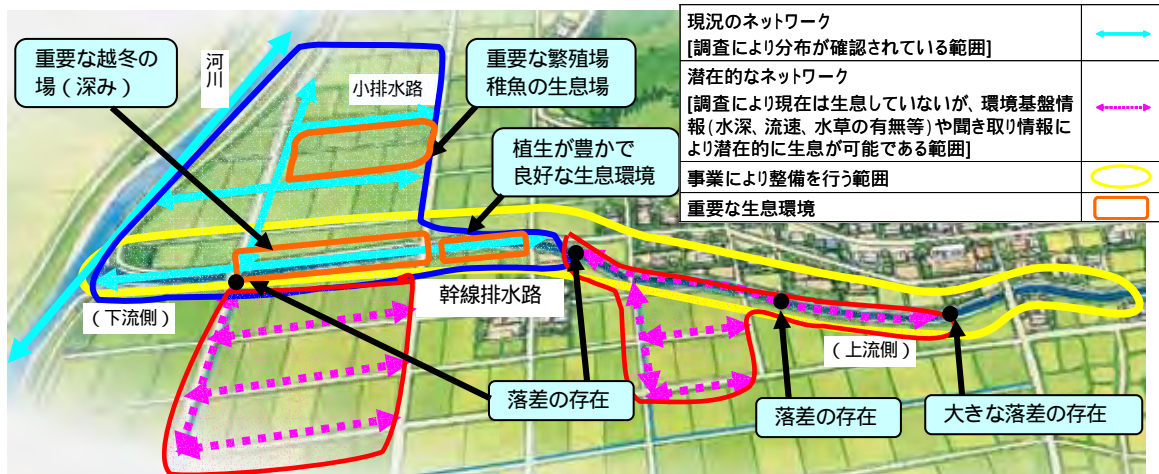 重要な越冬の
場（深み）
河川
小排水路
重要な繁殖場
稚魚の生息場
植生が豊かで
良好な生息環境
現況のネットワーク
[調査により分布が確認されている範囲]
潜在的なネットワーク
[調査により現在は生息していないが、環境基盤情
報(水深、流速、水草の有無等)や聞き取り情報に
より潜在的に生息が可能である範囲]
事業により整備を行う範囲
重要な生息環境
（下流側）
幹線排水路
（上流側）
落差の存在
落差の存在
大きな落差の存在